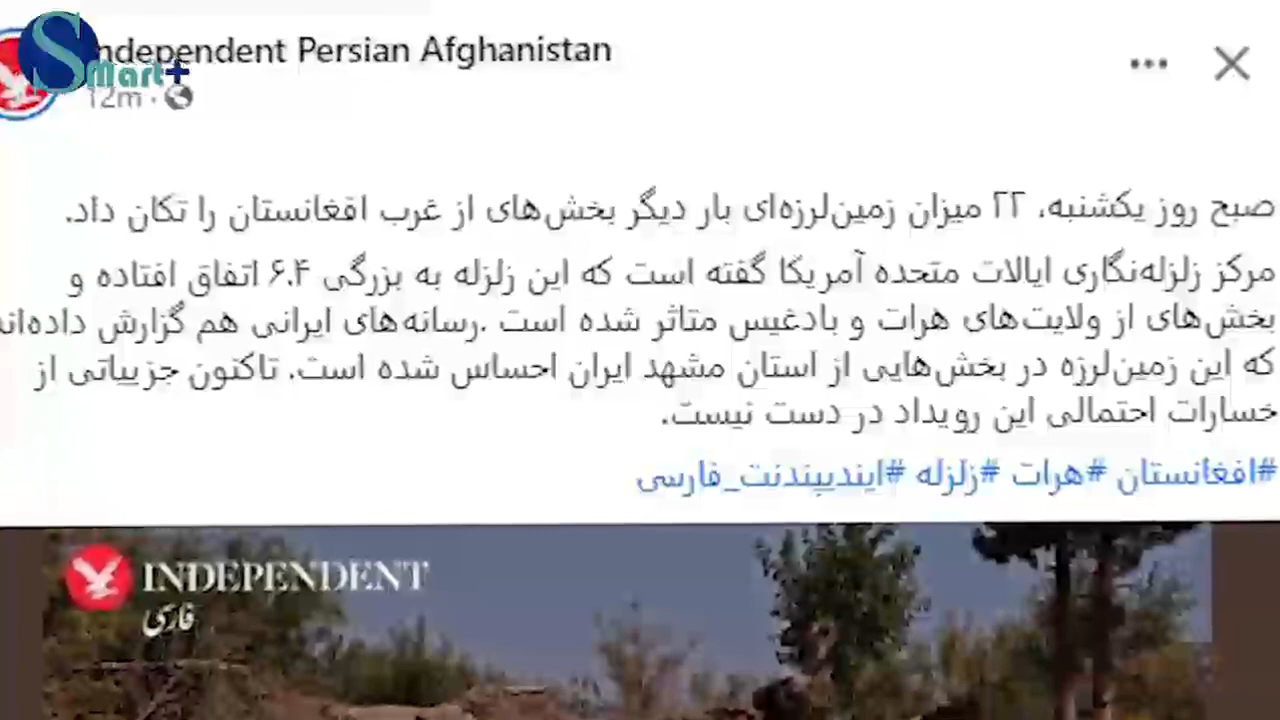 Independent Persian Afghanistan
SMart+
12m
صبح روز یکشنبه، ۲۲ میزان زمین‌لرزه‌ای بار دیگر بخش‌های از غرب افغانستان را تکان داد.
مرکز زلزله‌نگاری ایالات متحده آمریکا گفته است که این زلزله به بزرگی ۶.۴ اتفاق افتاده و
بخش‌های از ولایت‌های هرات و بادغیس متاثر شده است .رسانه‌های ایرانی هم گزارش داده‌اند
که این زمین‌لرزه در بخش‌هایی از استان مشهد ایران احساس شده است. تاکنون جزییاتی از
خسارات احتمالی این رویداد در دست نیست.
#افغانستان #هرات #زلزله #ایندیپندنت_فارسی
INDEPENDENT
فارسی